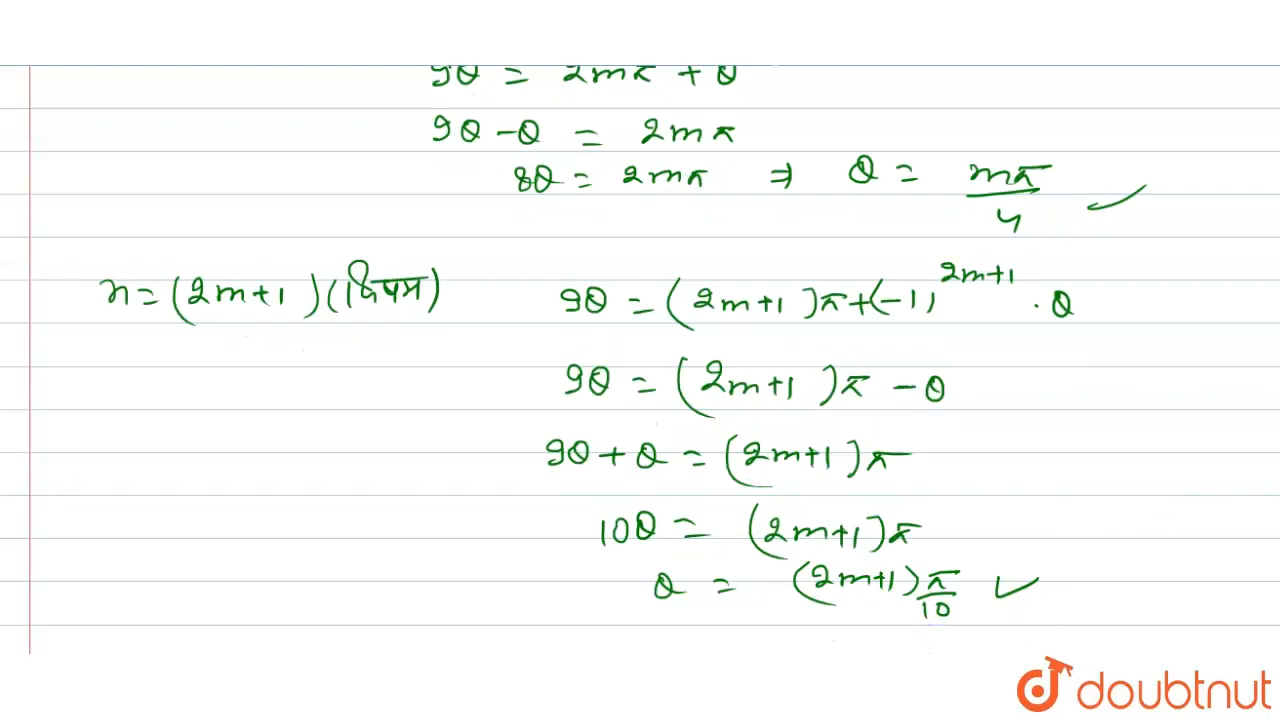 9θ = 2mπ + θ
9θ - θ = 2mπ
8θ = 2mπ ⇒ θ = mπ/4 ✓
n = (2m+1) (विषम) 9θ = (2m+1)π + (-1)^{2m+1} · θ
9θ = (2m+1)π - θ
9θ + θ = (2m+1)π
10θ = (2m+1)π
θ = (2m+1)π/10 ✓
doubtnut